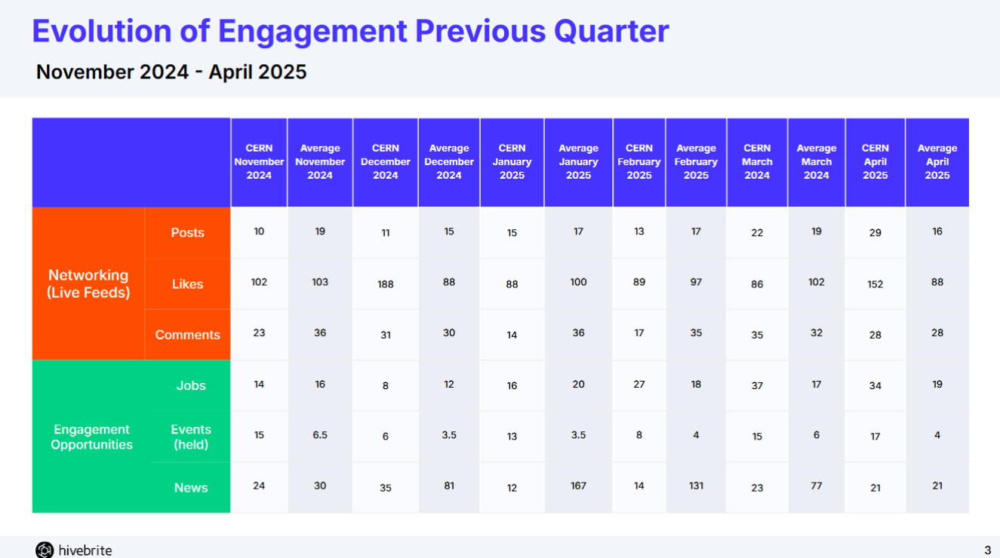 Evolution of Engagement Previous Quarter
November 2024 - April 2025
CERN November 2024 Average November 2024 CERN December 2024 Average December 2024 CERN January 2025 Average January 2025 CERN February 2025 Average February 2025 CERN March 2024 Average March 2024 CERN April 2025 Average April 2025
Networking (Live Feeds)
Posts 10 19 11 15 15 17 13 17 22 19 29 16
Likes 102 103 188 88 88 100 89 97 86 102 152 88
Comments 23 36 31 30 14 36 17 35 35 32 28 28
Engagement Opportunities
Jobs 14 16 8 12 16 20 27 18 37 17 34 19
Events (held) 15 6.5 6 3.5 13 3.5 8 4 15 6 17 4
News 24 30 35 81 12 167 14 131 23 77 21 21
hivebrite
3